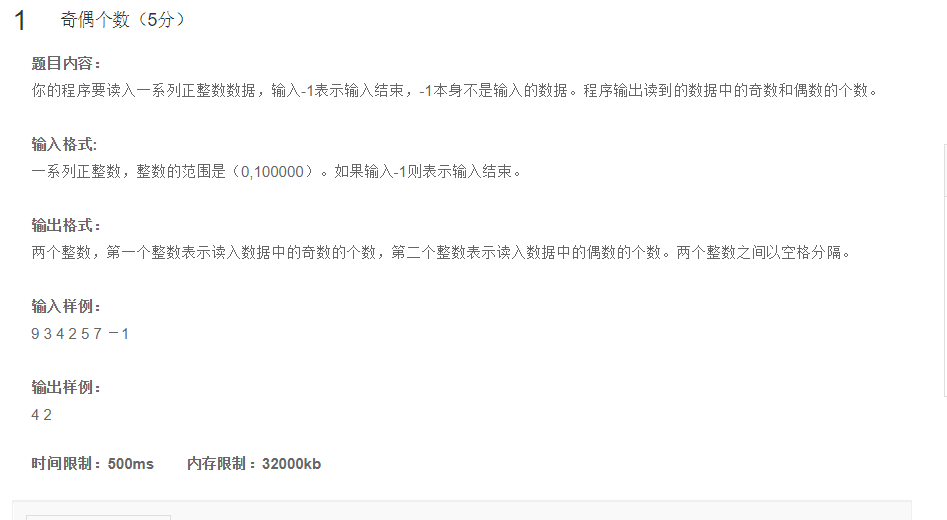 1 奇偶个数（5分）
题目内容：
你的程序要读入一系列正整数数据，输入-1表示输入结束，-1本身不是输入的数据。程序输出读到的数据中的奇数和偶数的个数。
输入格式:
一系列正整数，整数的范围是（0,100000）。如果输入-1则表示输入结束。
输出格式：
两个整数，第一个整数表示读入数据中的奇数的个数，第二个整数表示读入数据中的偶数的个数。两个整数之间以空格分隔。
输入样例：
9 3 4 2 5 7 －1
输出样例：
4 2
时间限制：500ms 内存限制：32000kb